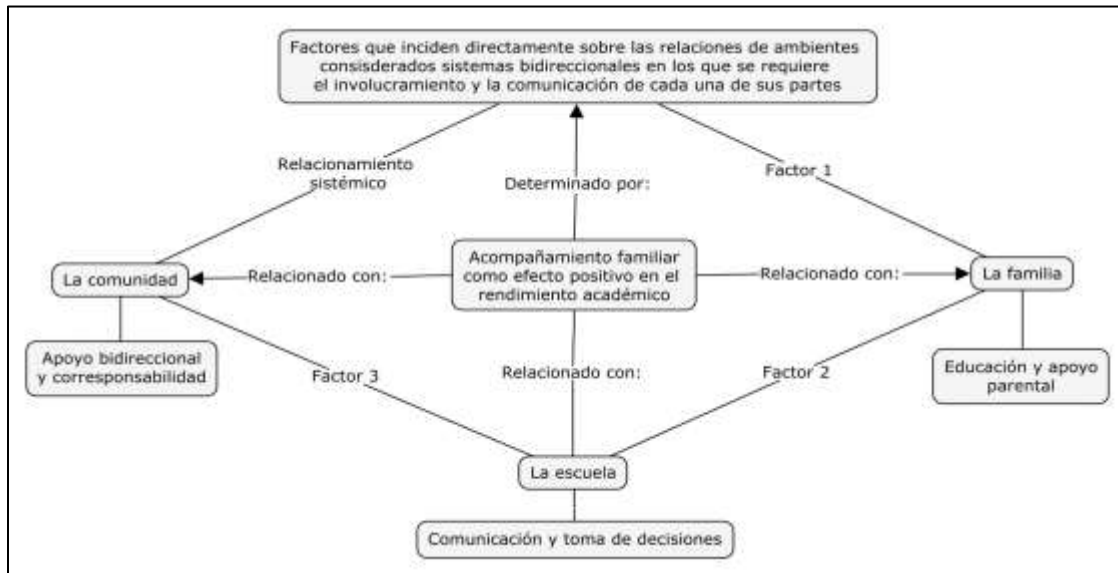 Factores que inciden directamente sobre las relaciones de ambientes
consisderados sistemas bidireccionales en los que se requiere
el involucramiento y la comunicación de cada una de sus partes
Relacionamiento
sistémico
Factor 1
Determinado por:
La comunidad
Relacionado con:
Acompañamiento familiar
como efecto positivo en el
rendimiento académico
Relacionado con:
La familia
Apoyo bidireccional
y corresponsabilidad
Factor 3
Relacionado con:
Factor 2
Educación y apoyo
parental
La escuela
Comunicación y toma de decisiones